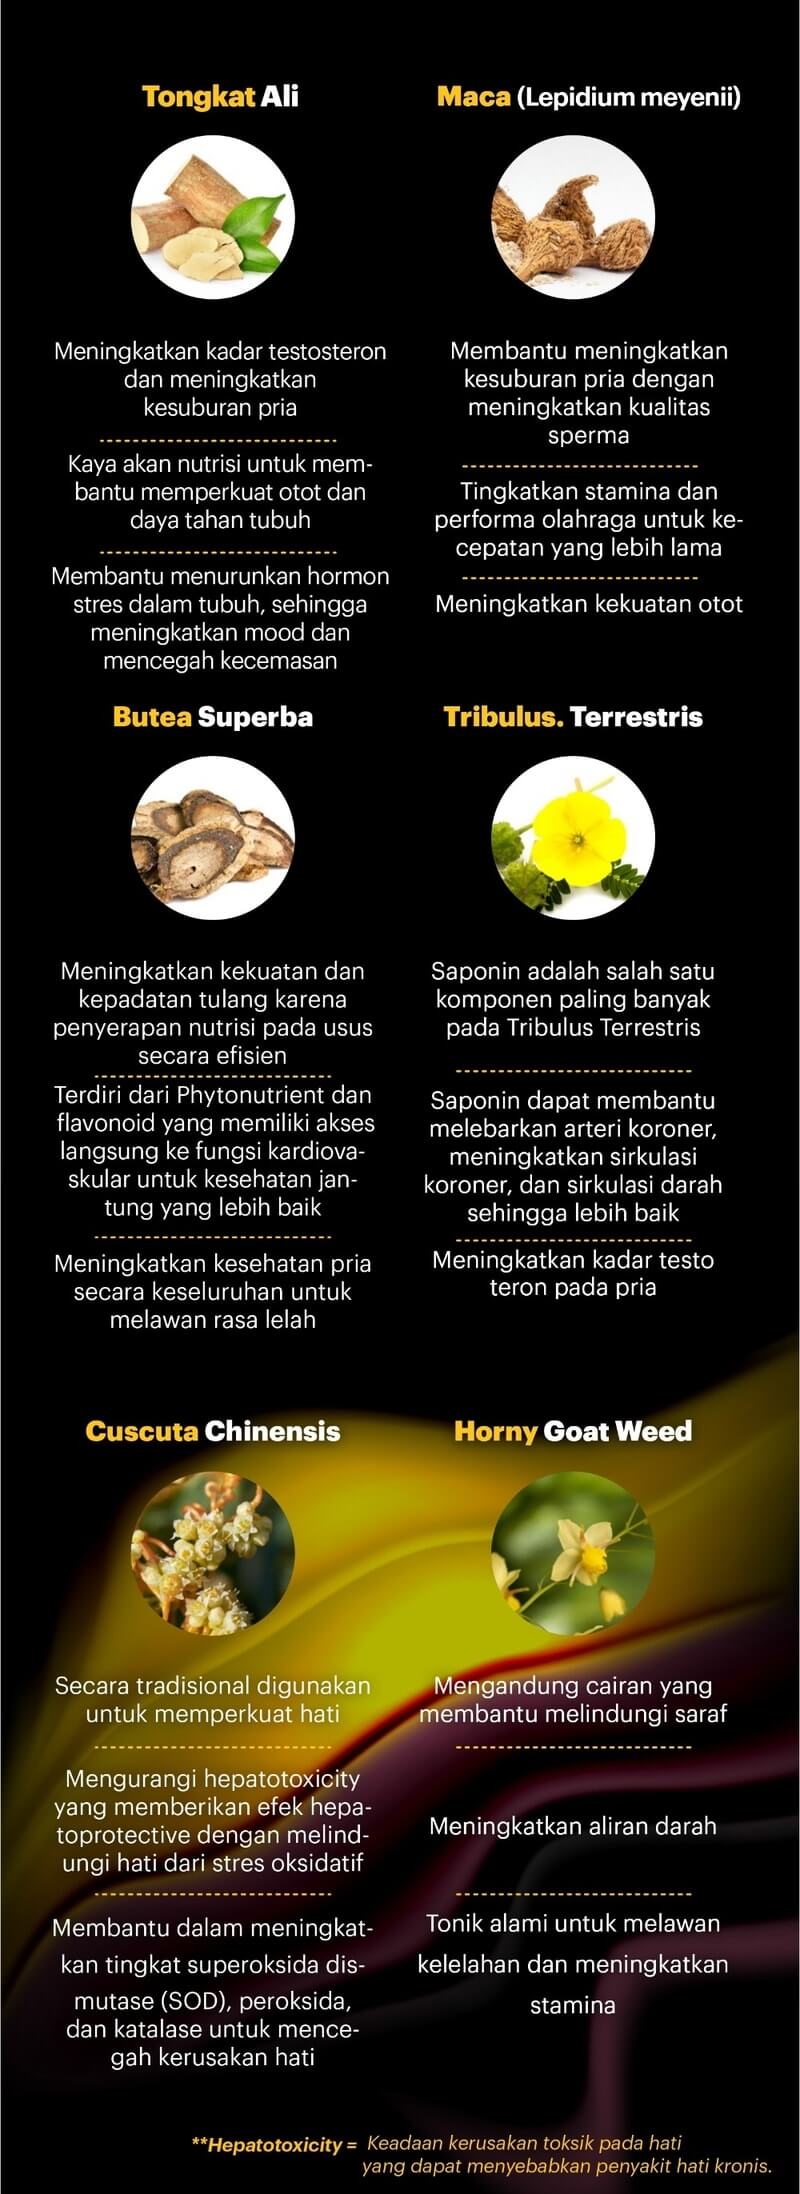 Tongkat Ali
Meningkatkan kadar testosteron
dan meningkatkan
kesuburan pria
Kaya akan nutrisi untuk mem-
bantu memperkuat otot dan
daya tahan tubuh
Membantu menurunkan hormon
stres dalam tubuh, sehingga
meningkatkan mood dan
mencegah kecemasan
Maca (Lepidium meyenii)
Membantu meningkatkan
kesuburan pria dengan
meningkatkan kualitas
sperma
Tingkatkan stamina dan
performa olahraga untuk ke-
cepatan yang lebih lama
Meningkatkan kekuatan otot
Butea Superba
Meningkatkan kekuatan dan
kepadatan tulang karena
penyerapan nutrisi pada usus
secara efisien
Terdiri dari Phytonutrient dan
flavonoid yang memiliki akses
langsung ke fungsi kardiova-
skular untuk kesehatan jan-
tung yang lebih baik
Meningkatkan kesehatan pria
secara keseluruhan untuk
melawan rasa lelah
Tribulus. Terrestris
Saponin adalah salah satu
komponen paling banyak
pada Tribulus Terrestris
Saponin dapat membantu
melebarkan arteri koroner,
meningkatkan sirkulasi
koroner, dan sirkulasi darah
sehingga lebih baik
Meningkatkan kadar testo
teron pada pria
Cuscuta Chinensis
Secara tradisional digunakan
untuk memperkuat hati
Mengurangi hepatotoxicity
yang memberikan efek hepa-
toprotective dengan melind-
ungi hati dari stres oksidatif
Membantu dalam meningkat-
kan tingkat superoksida dis-
mutase (SOD), peroksida,
dan katalase untuk mence-
gah kerusakan hati
Horny Goat Weed
Mengandung cairan yang
membantu melindungi saraf
Meningkatkan aliran darah
Tonik alami untuk melawan
kelelahan dan meningkatkan
stamina
**Hepatotoxicity = Keadaan kerusakan toksik pada hati
yang dapat menyebabkan penyakit hati kronis.